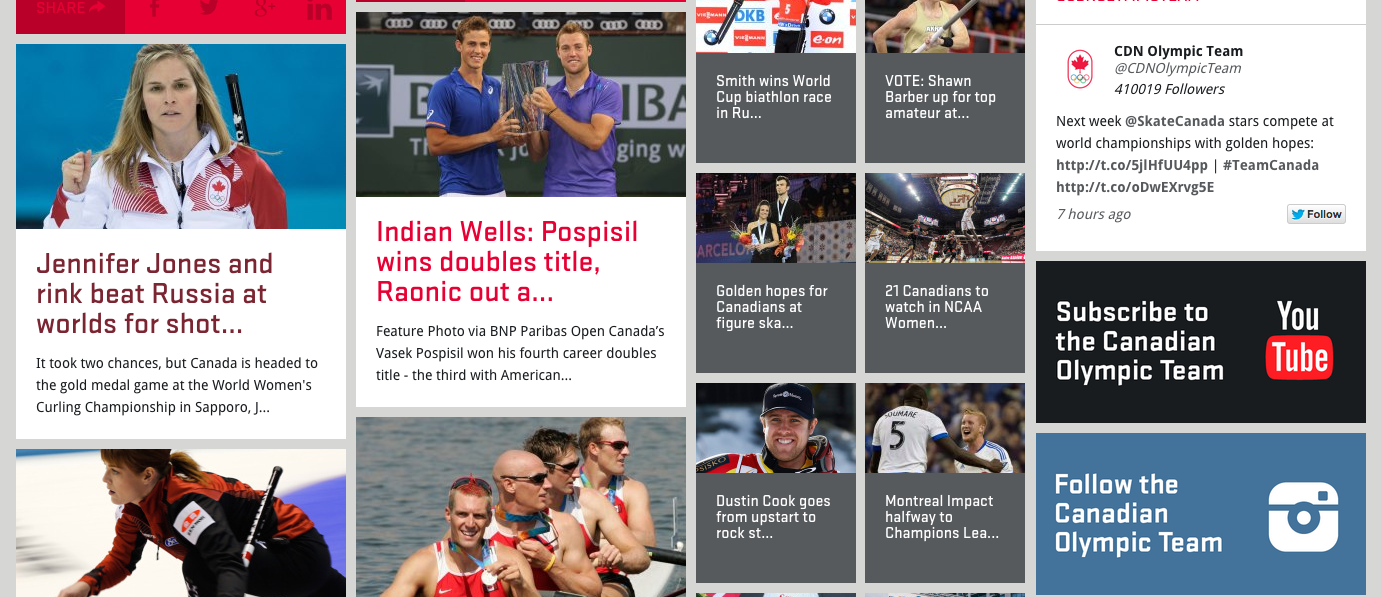 SHARE
Jennifer Jones and
rink beat Russia at
worlds for shot...
It took two chances, but Canada is headed to
the gold medal game at the World Women's
Curling Championship in Sapporo, J...
Indian Wells: Pospisil
wins doubles title,
Raonic out a...
Feature Photo via BNP Paribas Open Canada’s
Vasek Pospisil won his fourth career doubles
title - the third with American...
VIESMANN
DKB
e·on
Smith wins World
Cup biathlon race
in Ru...
VOTE: Shawn
Barber up for top
amateur at...
Golden hopes for
Canadians at
figure ska...
21 Canadians to
watch in NCAA
Women...
Dustin Cook goes
from upstart to
rock st...
SOUMARE
5
Montreal Impact
halfway to
Champions Lea...
CDN Olympic Team
@CDNOlympicTeam
410019 Followers
Next week @SkateCanada stars compete at
world championships with golden hopes:
http://t.co/5jlHfUU4pp | #TeamCanada
http://t.co/oDwEXrvg5E
7 hours ago
Follow
Subscribe to
the Canadian
Olympic Team
You
Tube
Follow the
Canadian
Olympic Team